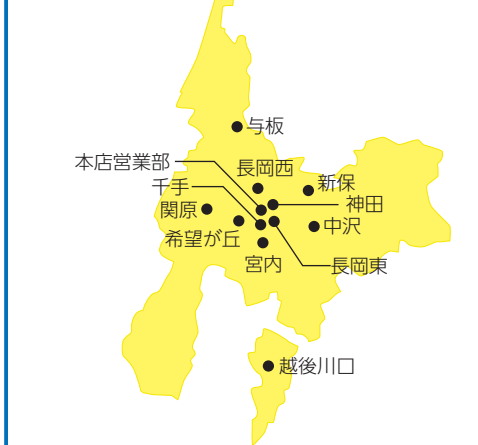 与板
本店営業部
長岡西
千手
新保
関原
神田
希望が丘
中沢
宮内
長岡東
越後川口